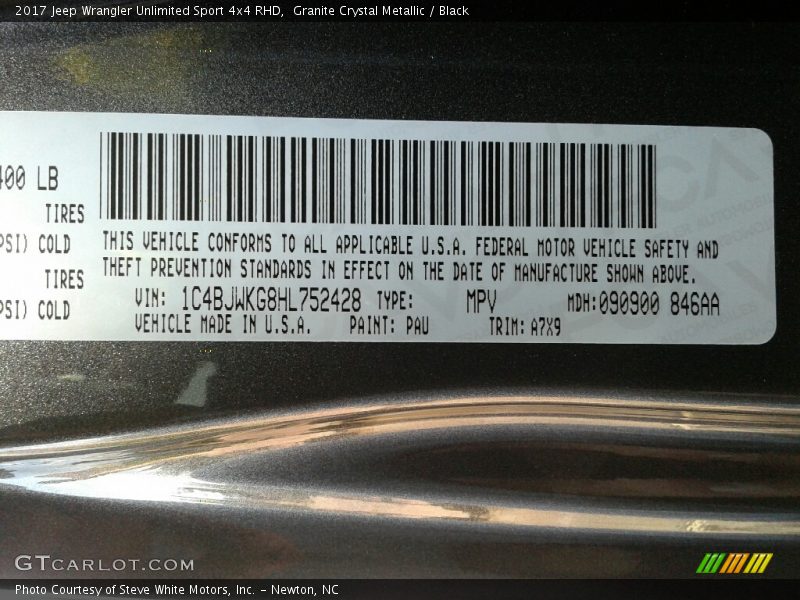 2017 Jeep Wrangler Unlimited Sport 4x4 RHD, Granite Crystal Metallic / Black
400 LB
TIRES
PSI) COLD
TIRES
PSI) COLD
THIS VEHICLE CONFORMS TO ALL APPLICABLE U.S.A. FEDERAL MOTOR VEHICLE SAFETY AND
THEFT PREVENTION STANDARDS IN EFFECT ON THE DATE OF MANUFACTURE SHOWN ABOVE.
VIN: 1C4BJWKG8HL752428 TYPE: MPV MDH:090900 846AA
VEHICLE MADE IN U.S.A. PAINT: PAU TRIM: A7X9
GTCARLOT.COM
Photo Courtesy of Steve White Motors, Inc. – Newton, NC